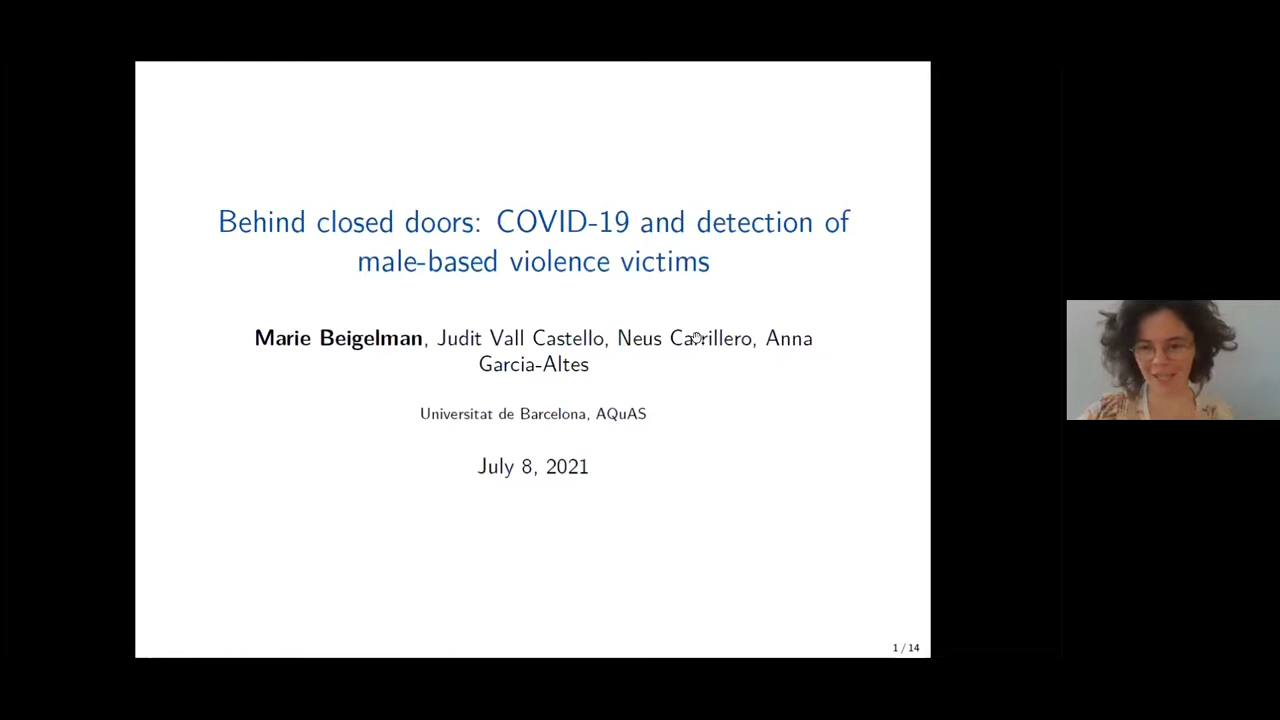 Behind closed doors: COVID-19 and detection of
male-based violence victims
Marie Beigelman, Judit Vall Castello, Neus Carrillero, Anna
Garcia-Altes
Universitat de Barcelona, AQuAS
July 8, 2021
1 / 14